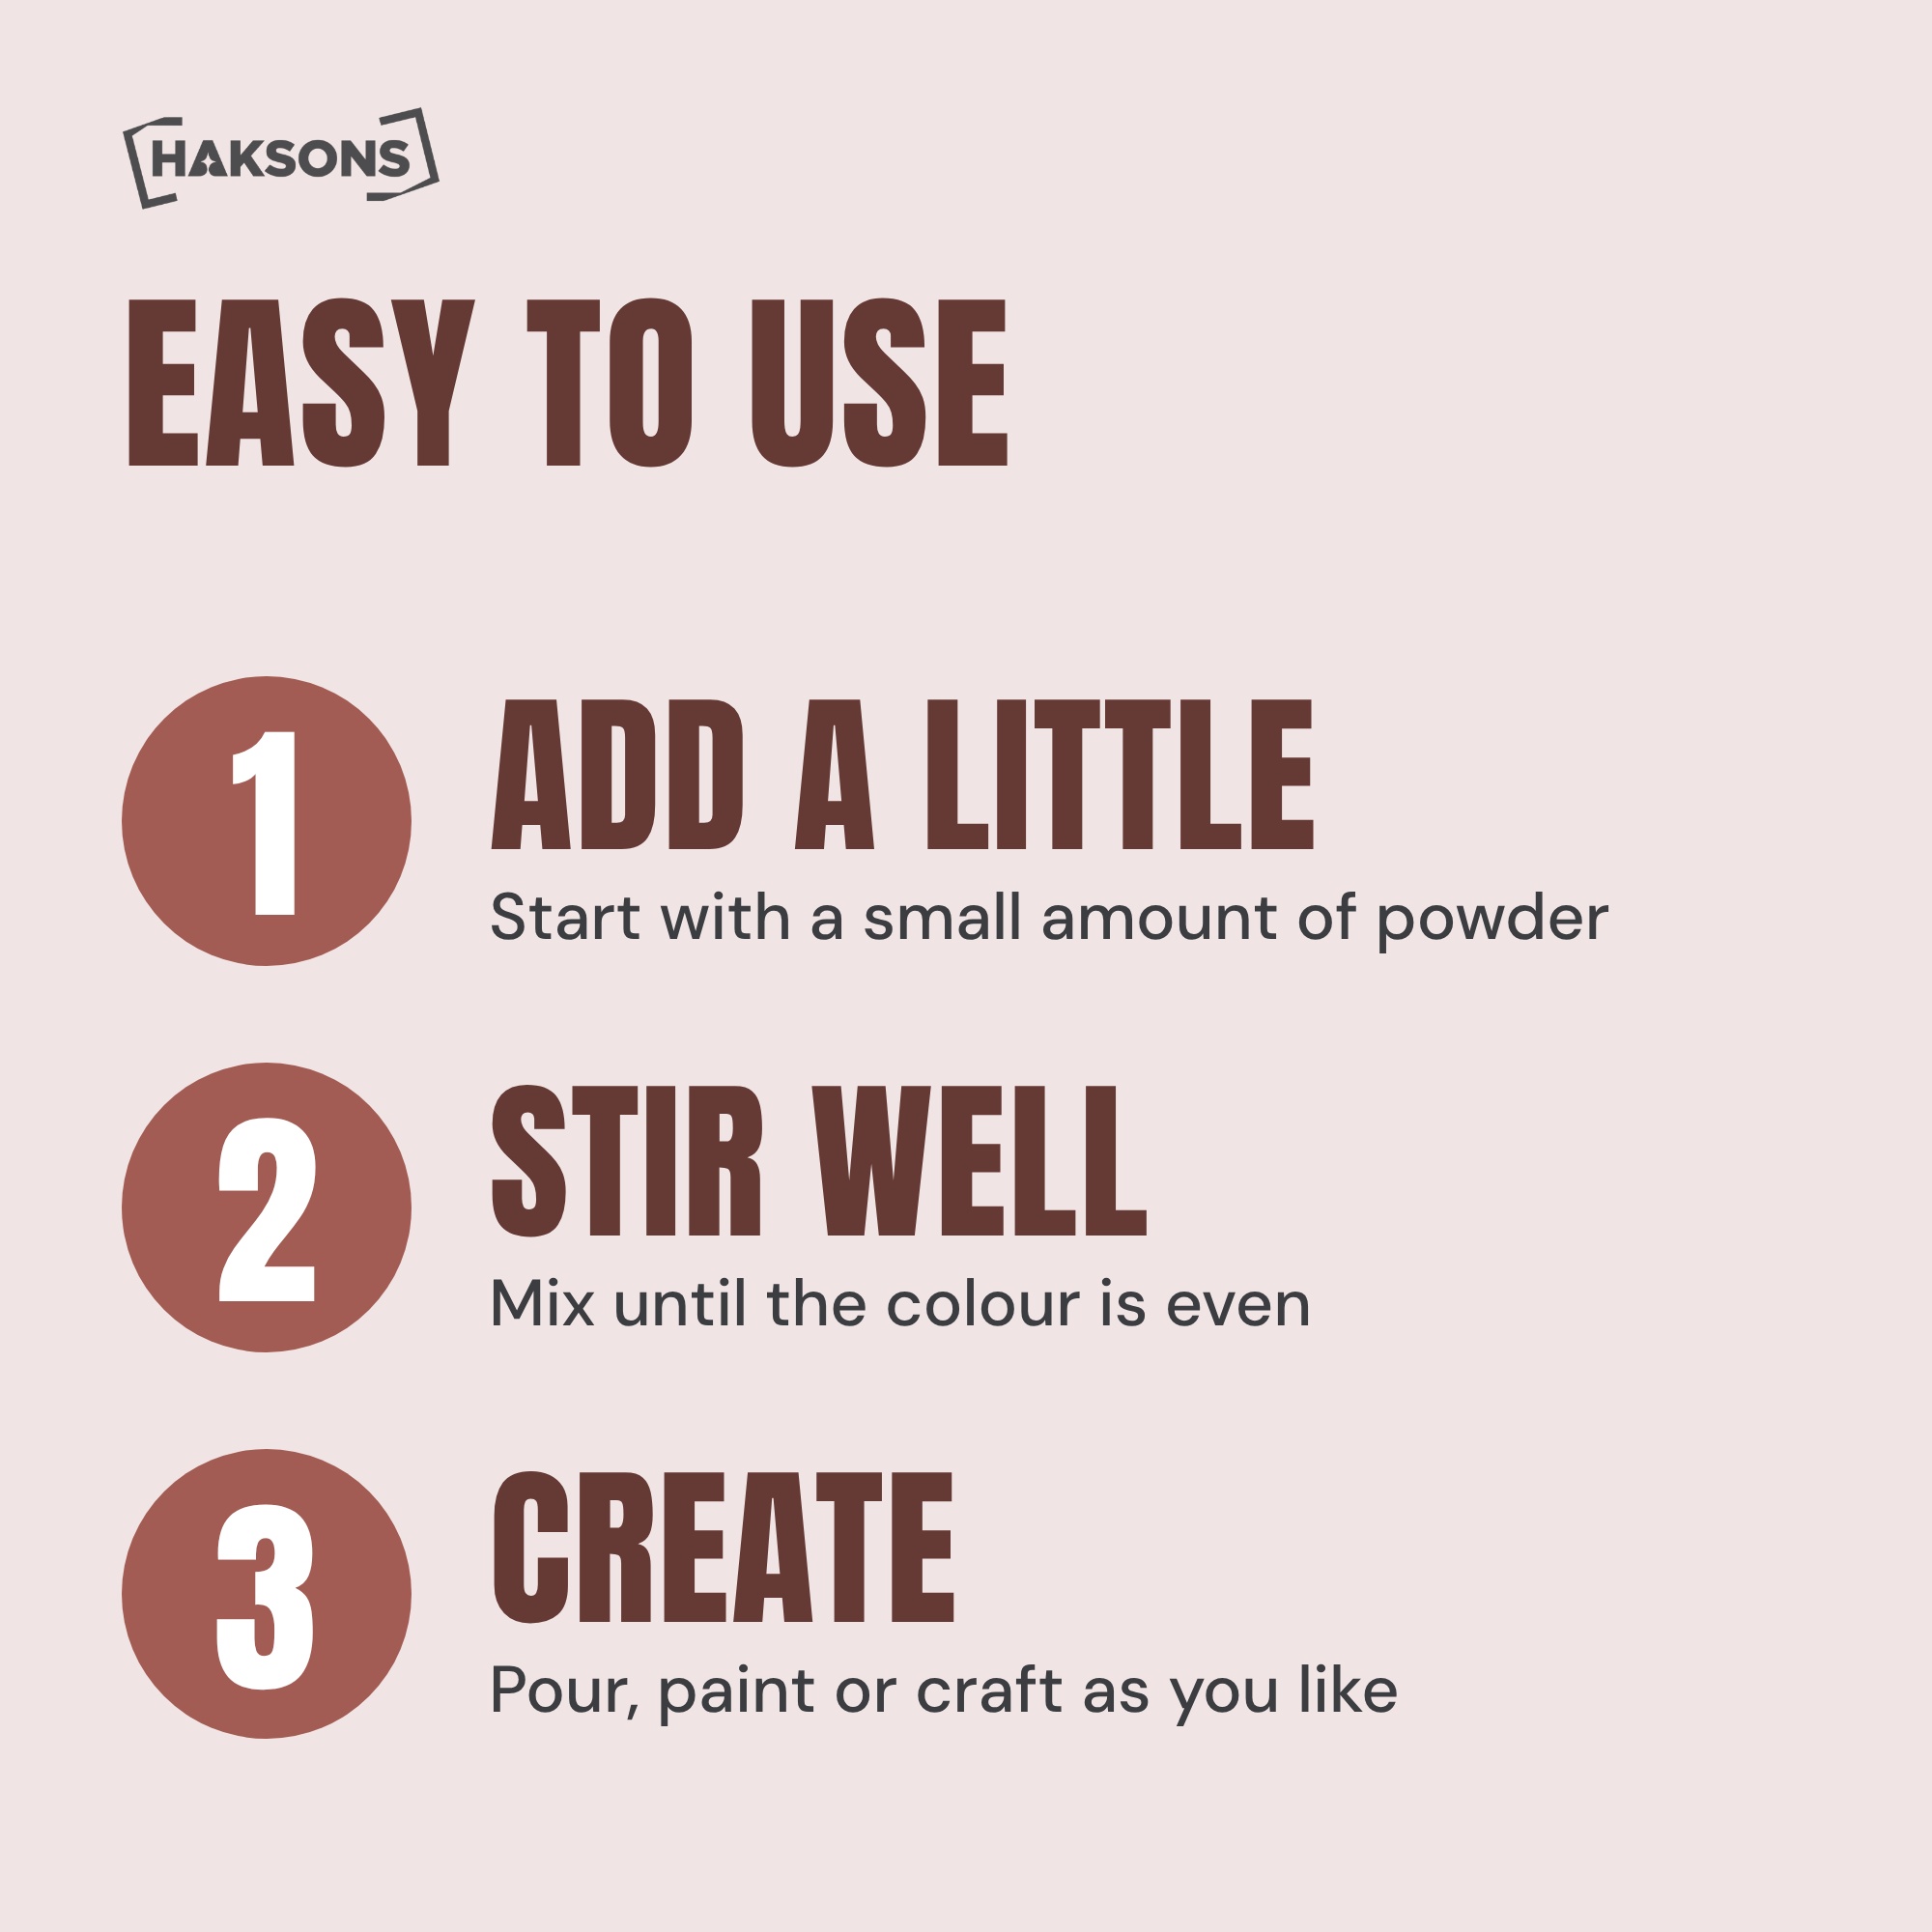 HAKSONS
EASY TO USE
1
ADD A LITTLE
Start with a small amount of powder
2
STIR WELL
Mix until the colour is even
3
CREATE
Pour, paint or craft as you like